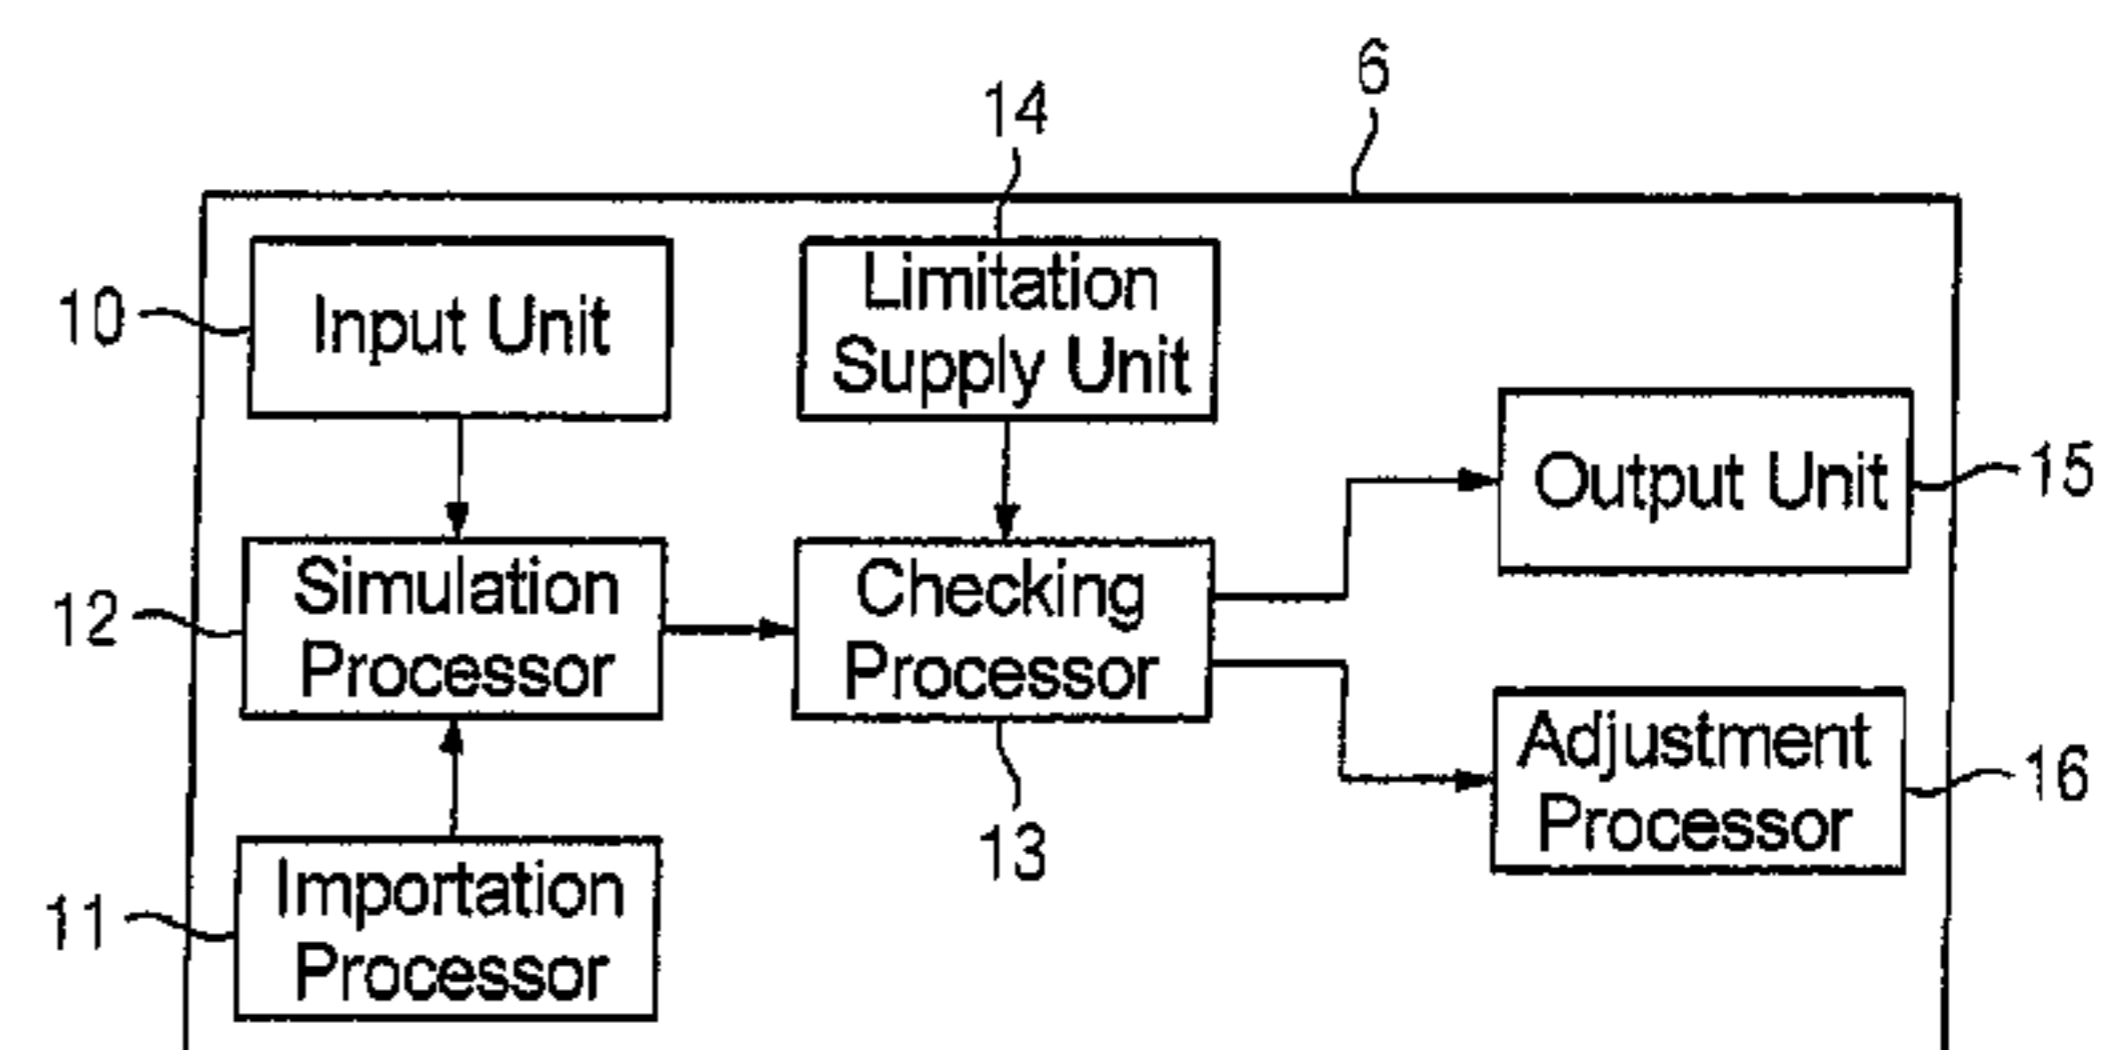 6
14
10
Input Unit
Limitation
Supply Unit
Output Unit
15
12
Simulation
Processor
Checking
Processor
Adjustment
Processor
16
13
11
Importation
Processor